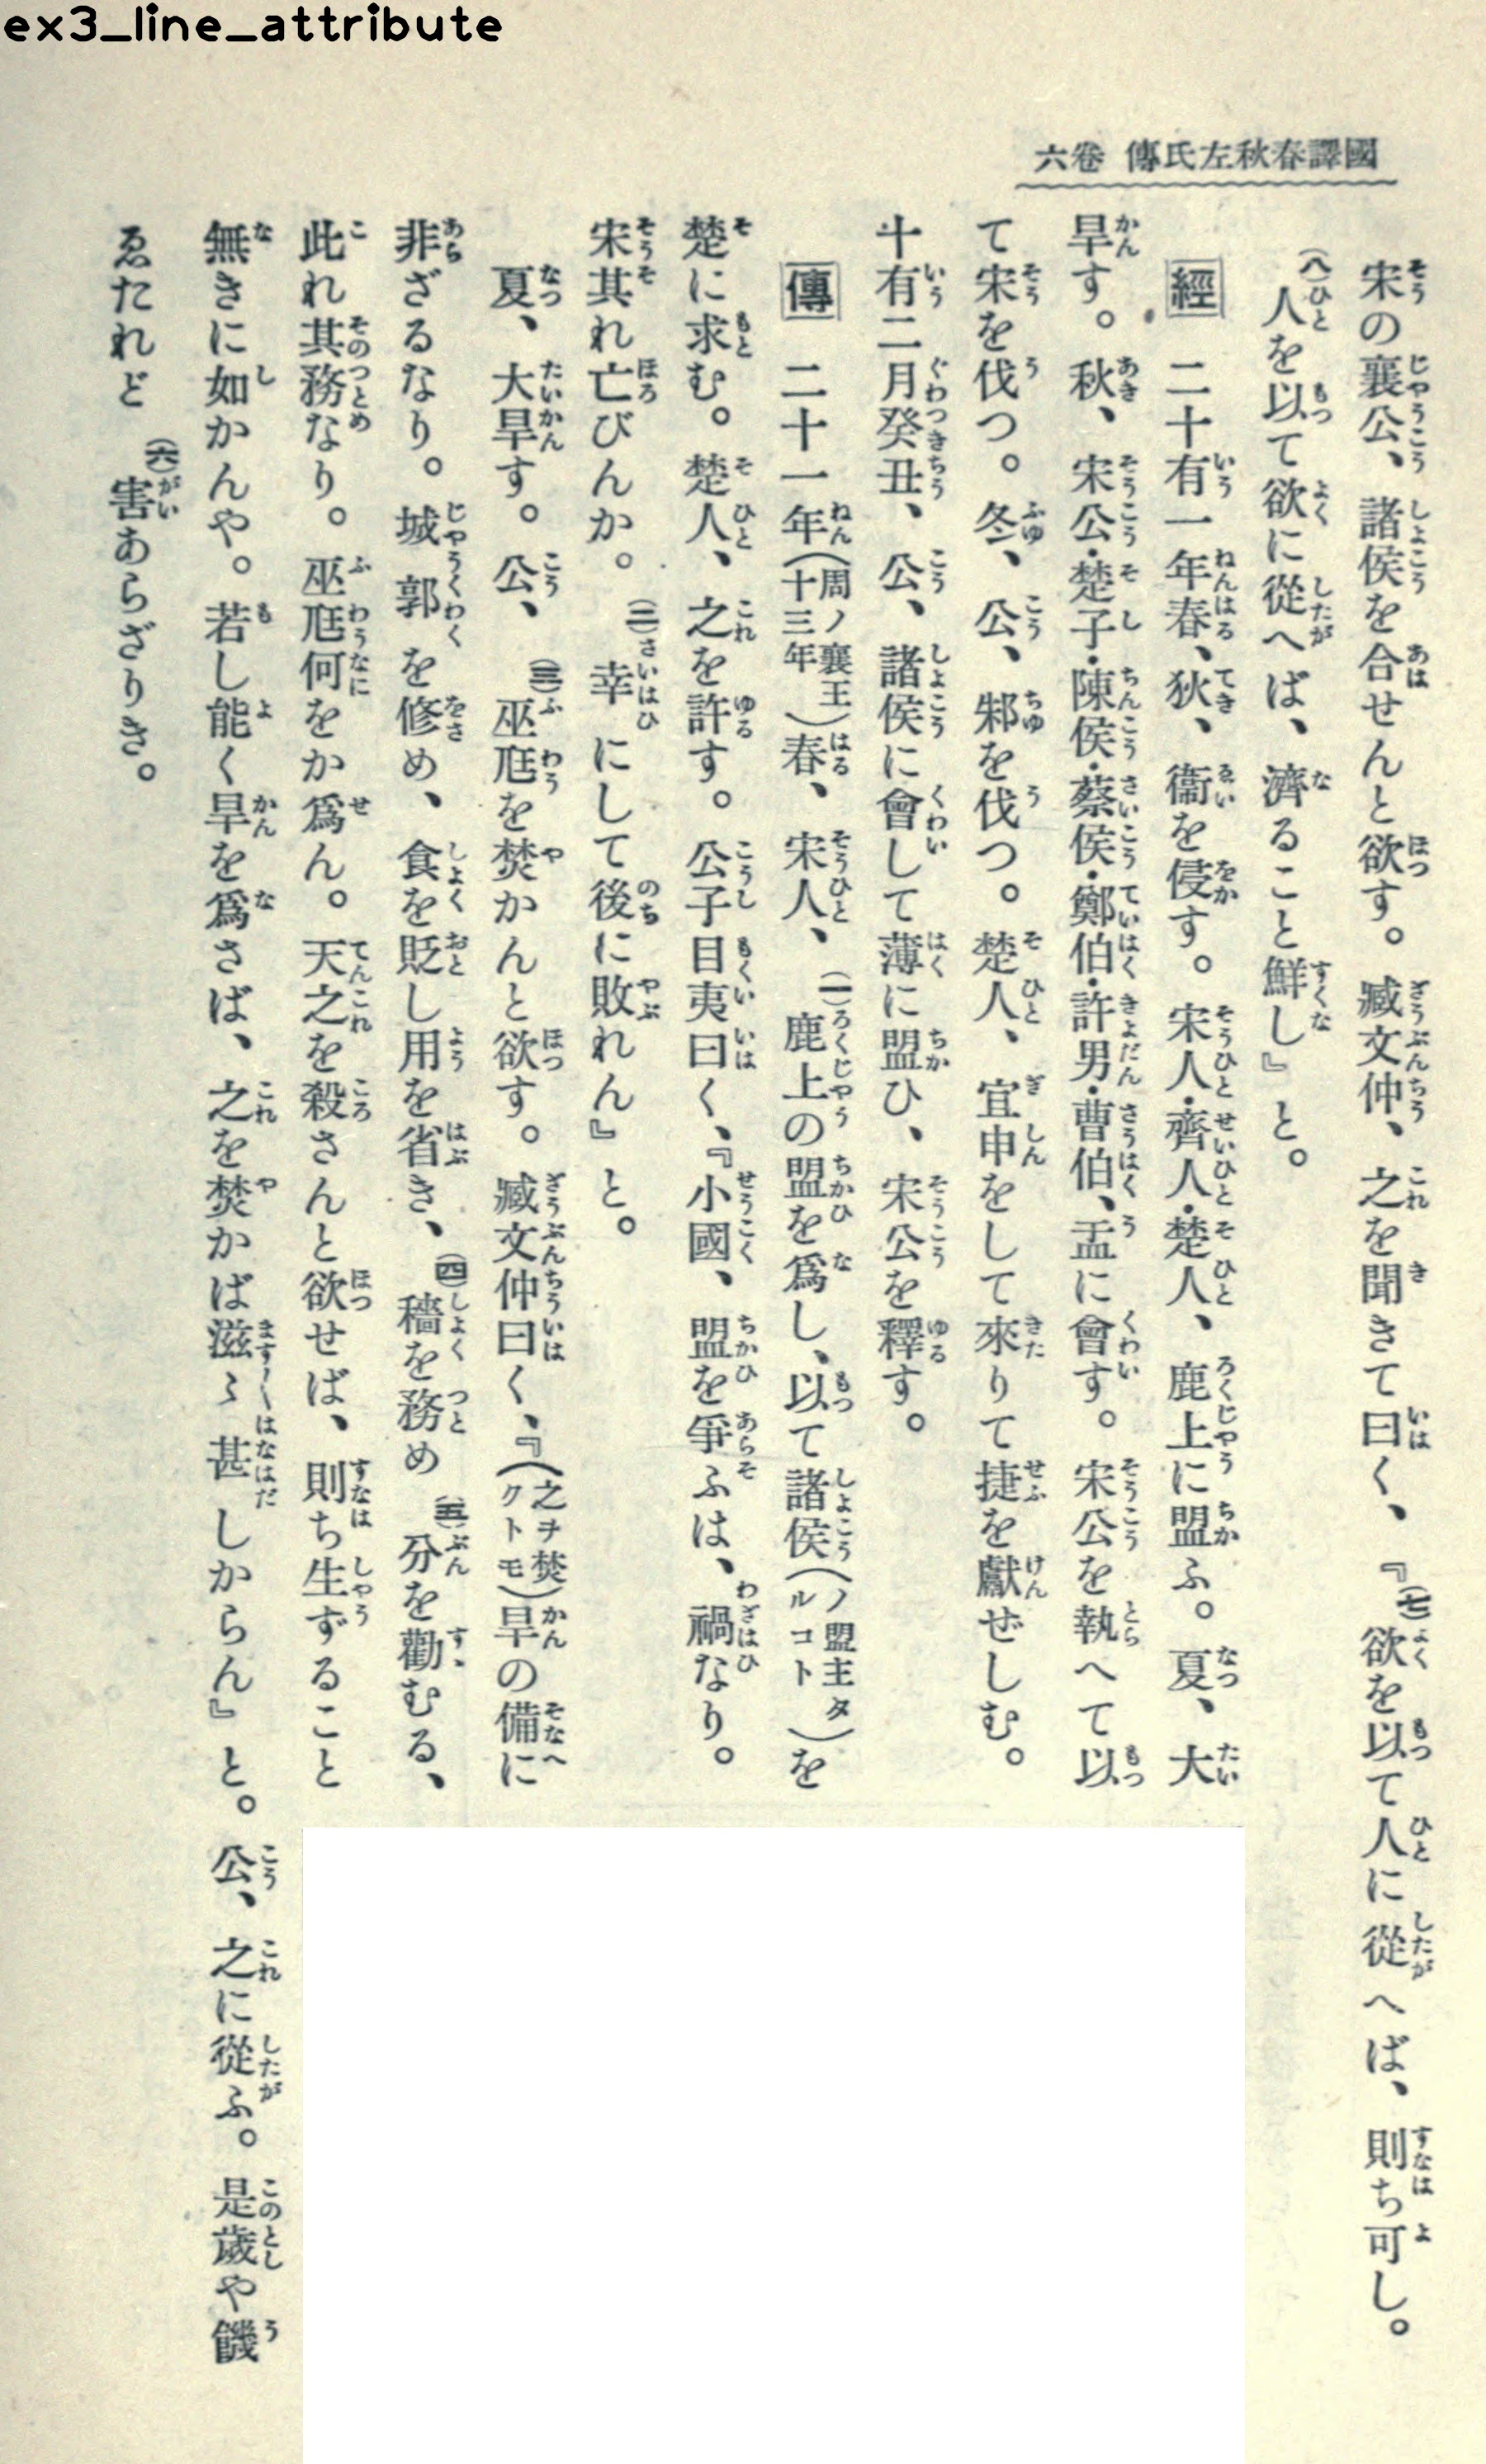 ex3_line_attribute
國譯春秋左氏傳 卷六
宋の襄公、諸侯を合せんと欲す。臧文仲、之を聞きて曰く、『㈦欲を以て人に從へば、則ち可し。
㈧人を以て欲に從へば、濟ること鮮し』と。
經 二十有一年春、狄、衞を侵す。宋人・齊人・楚人、鹿上に盟ふ。夏、大
旱す。秋、宋公・楚子・陳侯・蔡侯・鄭伯・許男・曹伯、盂に會す。宋公を執へて以
て宋を伐つ。冬、公、邾を伐つ。楚人、宜申をして來りて捷を獻ぜしむ。
十有二月癸丑、公、諸侯に會して薄に盟ひ、宋公を釋す。
傳 二十一年(周ノ襄王十三年)春、宋人、㈠鹿上の盟を爲し、以て諸侯(ノ盟主タルコト)を
楚に求む。楚人、之を許す。公子目夷曰く、『小國、盟を爭ふは、禍なり。
宋其れ亡びんか。㈡幸にして後に敗れん』と。
夏、大旱す。公、㈢巫尫を焚かんと欲す。臧文仲曰く、『(之ヲ焚クトモ)旱の備に
非ざるなり。城郭を修め、食を貶し用を省き、㈣穡を務め㈤分を勸むる、
此れ其務なり。巫尫何をか爲ん。天之を殺さんと欲せば、則ち生ずること
無きに如かんや。若し能く旱を爲さば、之を焚かば滋〻甚しからん』と。公、之に從ふ。是歲や饑
ゑたれど㈥害あらざりき。